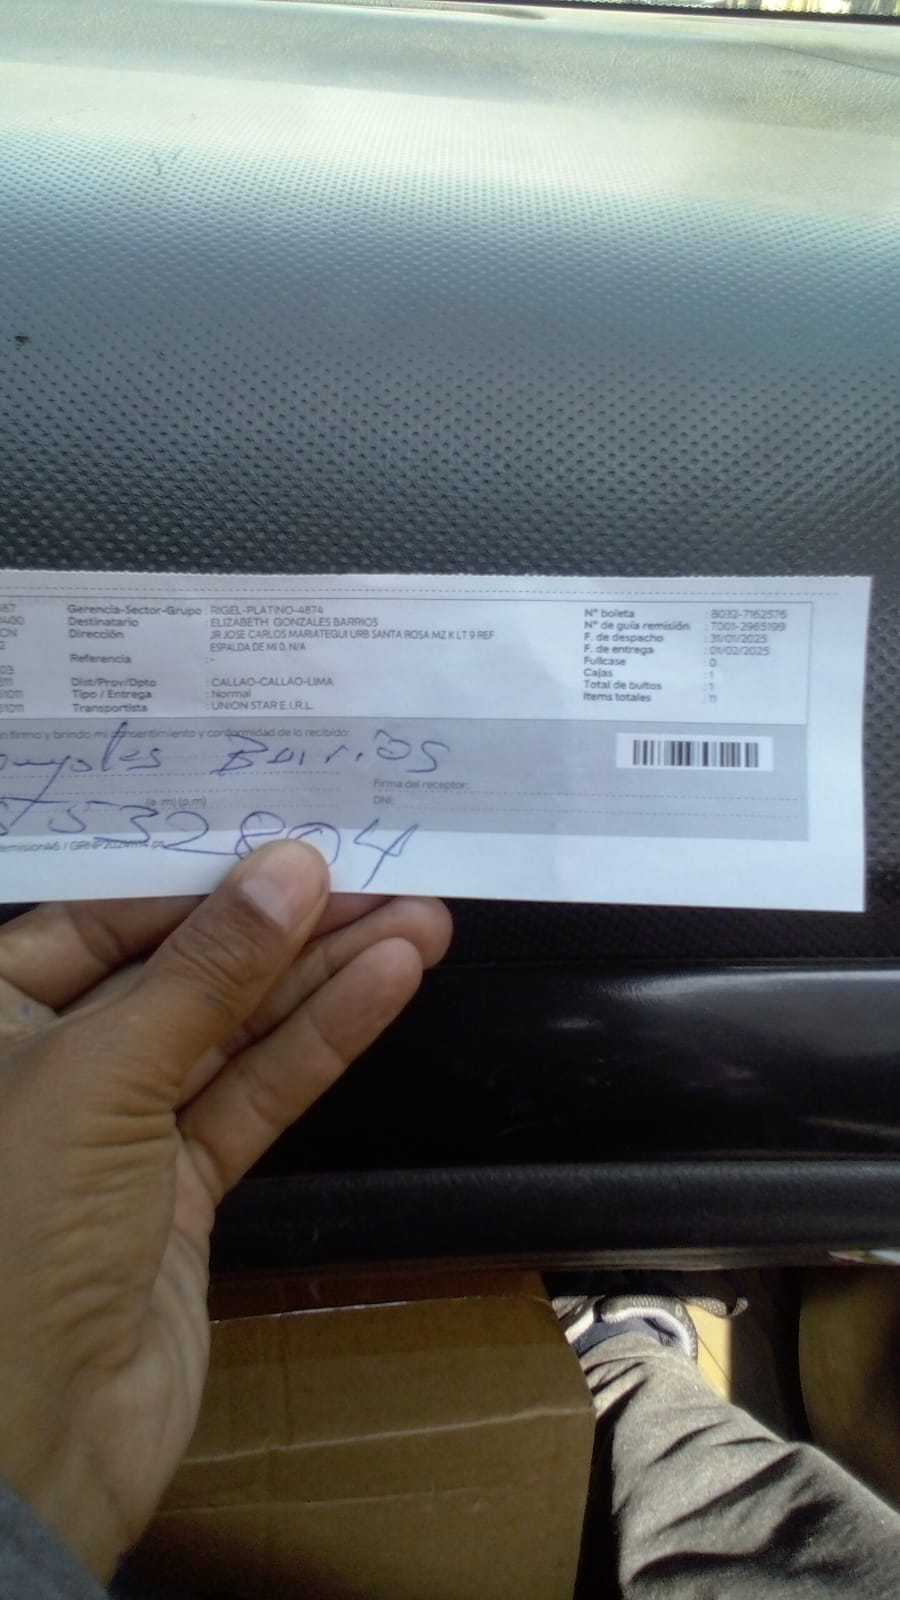 Gerencia-Sector-Grupo : RIGEL-PLATINO-4874
Destinatario : ELIZABETH GONZALES BARRIOS
Dirección : JR JOSE CARLOS MARIATEGUI URB SANTA ROSA MZ K LT 9 REF
ESPALDA DE MI 0, N/A
Referencia : -
Dist/Prov/Dpto : CALLAO-CALLAO-LIMA
Tipo / Entrega : Normal
Transportista : UNION STAR E.I.R.L.
N° boleta : B032-7162576
N° de guía remisión : T001-2965199
F. de despacho : 31/01/2025
F. de entrega : 01/02/2025
Fullcase : 0
Cajas : 1
Total de bultos : 1
Items totales : 11
firmo y brindo mi consentimiento y conformidad de lo recibido:
Barrios
Firma del receptor:
(a.m) (p.m)
DNI:
532804